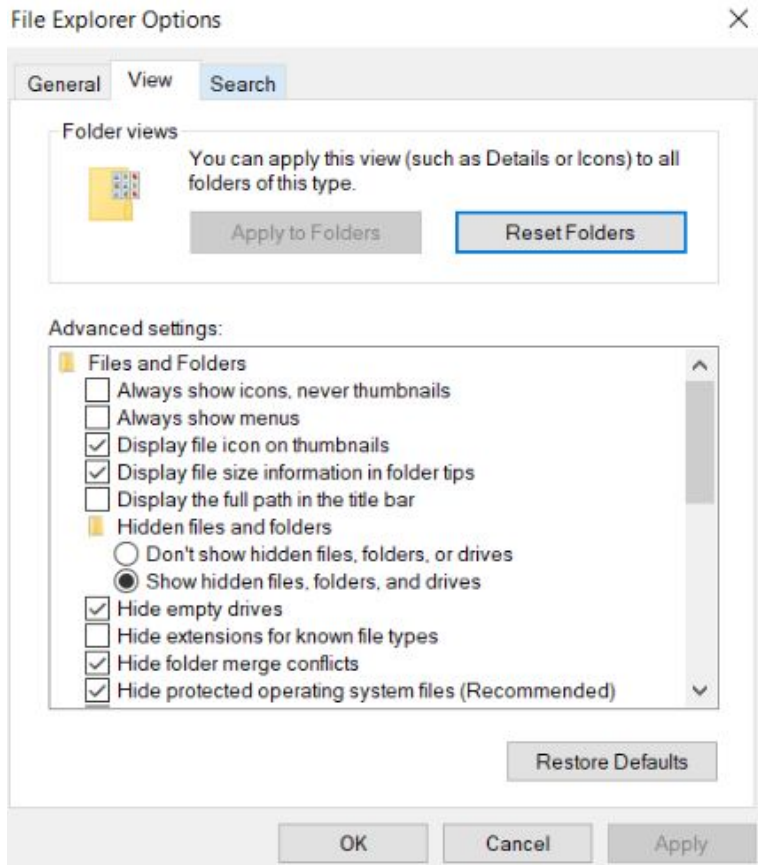 File Explorer Options
General
View
Search
Folder views
You can apply this view (such as Details or Icons) to all
folders of this type.
Apply to Folders
Reset Folders
Advanced settings:
Files and Folders
Always show icons, never thumbnails
Always show menus
Display file icon on thumbnails
Display file size information in folder tips
Display the full path in the title bar
Hidden files and folders
Don't show hidden files, folders, or drives
Show hidden files, folders, and drives
Hide empty drives
Hide extensions for known file types
Hide folder merge conflicts
Hide protected operating system files (Recommended)
Restore Defaults
OK
Cancel
Apply